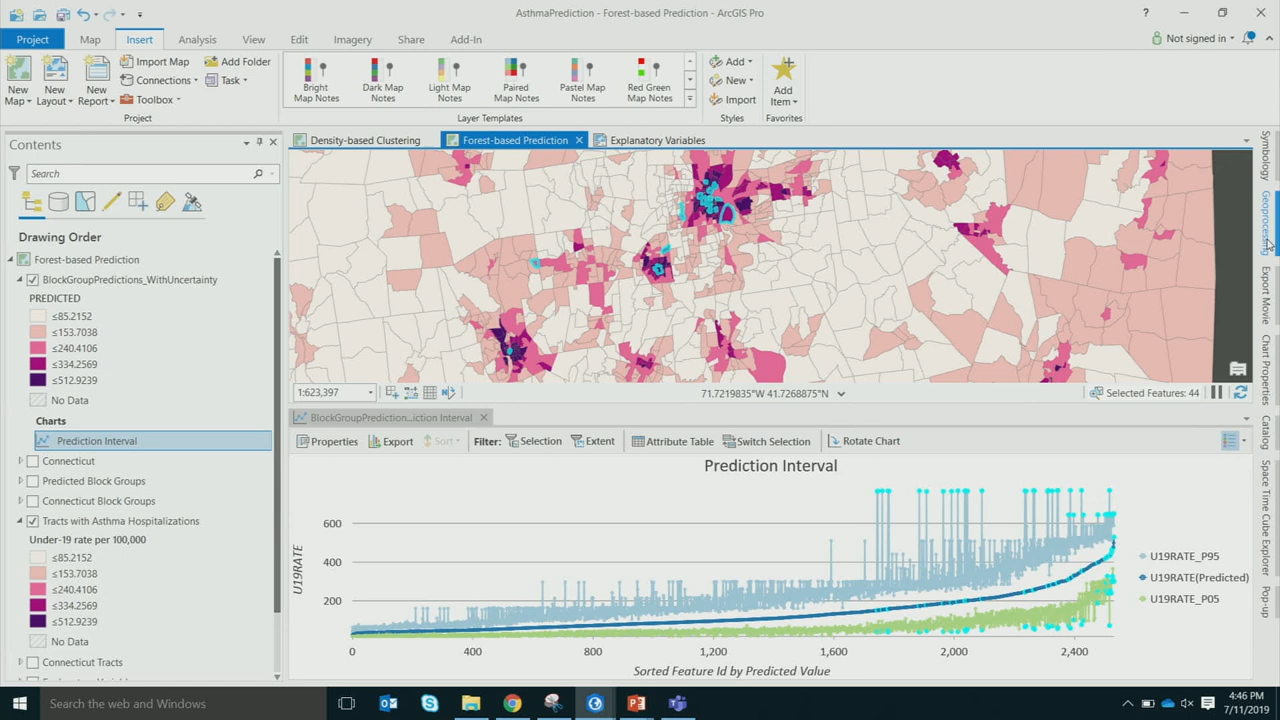 AsthmaPrediction - Forest-based Prediction - ArcGIS Pro
?
Project Map Insert Analysis View Edit Imagery Share Add-In
Not signed in
New Map
New Layout
New Report
Import Map
Connections
Toolbox
Add Folder
Task
Project
Bright Map Notes
Dark Map Notes
Light Map Notes
Paired Map Notes
Pastel Map Notes
Red Green Map Notes
Layer Templates
Add
New
Import
Styles
Add Item
Favorites
Contents
Search
Drawing Order
Forest-based Prediction
BlockGroupPredictions_WithUncertainty
PREDICTED
≤85.2152
≤153.7038
≤240.4106
≤334.2569
≤512.9239
No Data
Charts
Prediction Interval
Connecticut
Predicted Block Groups
Connecticut Block Groups
Tracts with Asthma Hospitalizations
Under-19 rate per 100,000
≤85.2152
≤153.7038
≤240.4106
≤334.2569
≤512.9239
No Data
Connecticut Tracts
Density-based Clustering
Forest-based Prediction
Explanatory Variables
1:623,397
71.7219835°W 41.7268875°N
Selected Features: 44
BlockGroupPrediction...iction Interval
Properties Export Sort Filter: Selection Extent Attribute Table Switch Selection Rotate Chart
Prediction Interval
U19RATE
600
400
200
0 400 800 1,200 1,600 2,000 2,400
Sorted Feature Id by Predicted Value
U19RATE_P95
U19RATE(Predicted)
U19RATE_P05
Symbology
Geoprocessing
Export Movie
Chart Properties
Catalog
Space Time Cube Explorer
Pop-up
Search the web and Windows
4:46 PM
7/11/2019